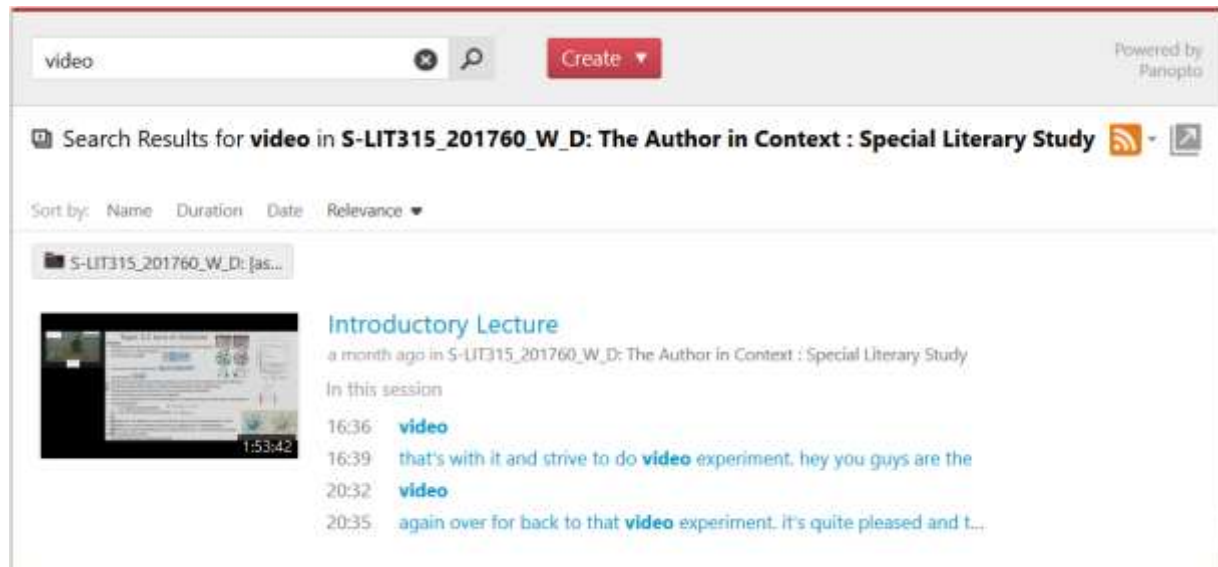 video
Create
Powered by
Panopto
Search Results for video in S-LIT315_201760_W_D: The Author in Context : Special Literary Study
Sort by: Name Duration Date Relevance
S-LIT315_201760_W_D: [as...
Introductory Lecture
a month ago in S-LIT315_201760_W_D: The Author in Context : Special Literary Study
In this session
1:53:42
16:36 video
16:39 that's with it and strive to do video experiment. hey you guys are the
20:32 video
20:35 again over for back to that video experiment. it's quite pleased and t...